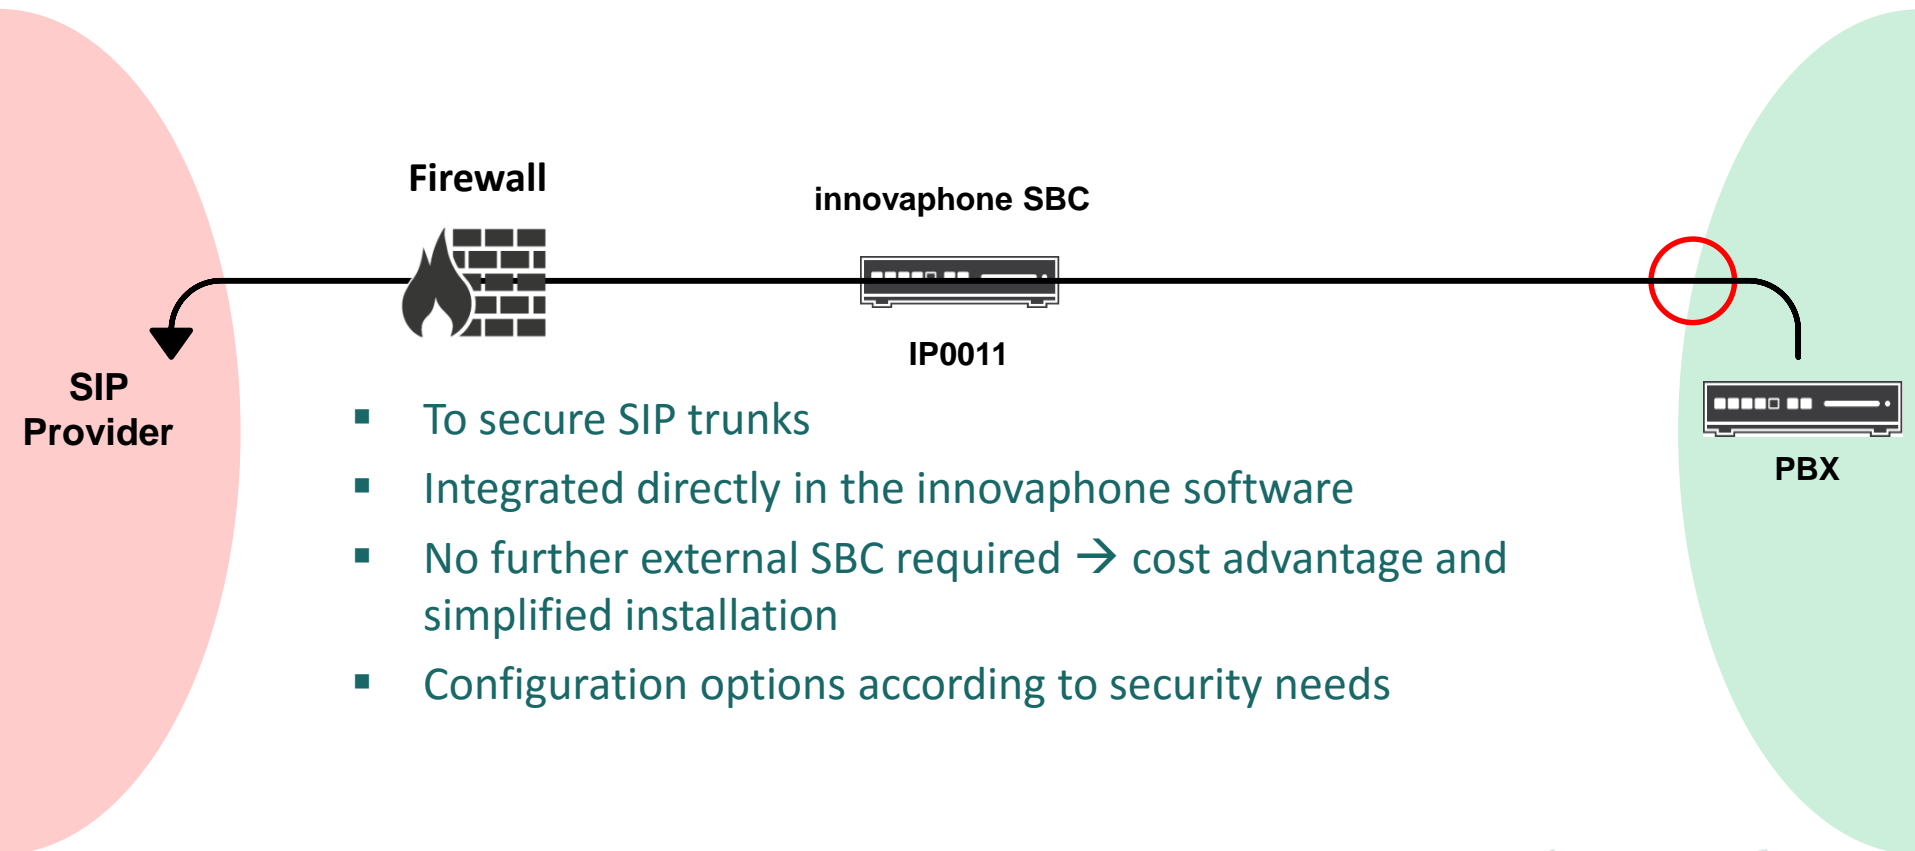 Firewall
innovaphone SBC
IP0011
SIP
Provider
PBX
▪ To secure SIP trunks
▪ Integrated directly in the innovaphone software
▪ No further external SBC required → cost advantage and
simplified installation
▪ Configuration options according to security needs